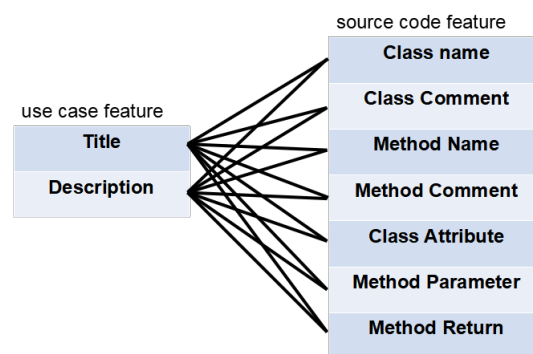 source code feature
Class name
Class Comment
use case feature
Title
Method Name
Description
Method Comment
Class Attribute
Method Parameter
Method Return